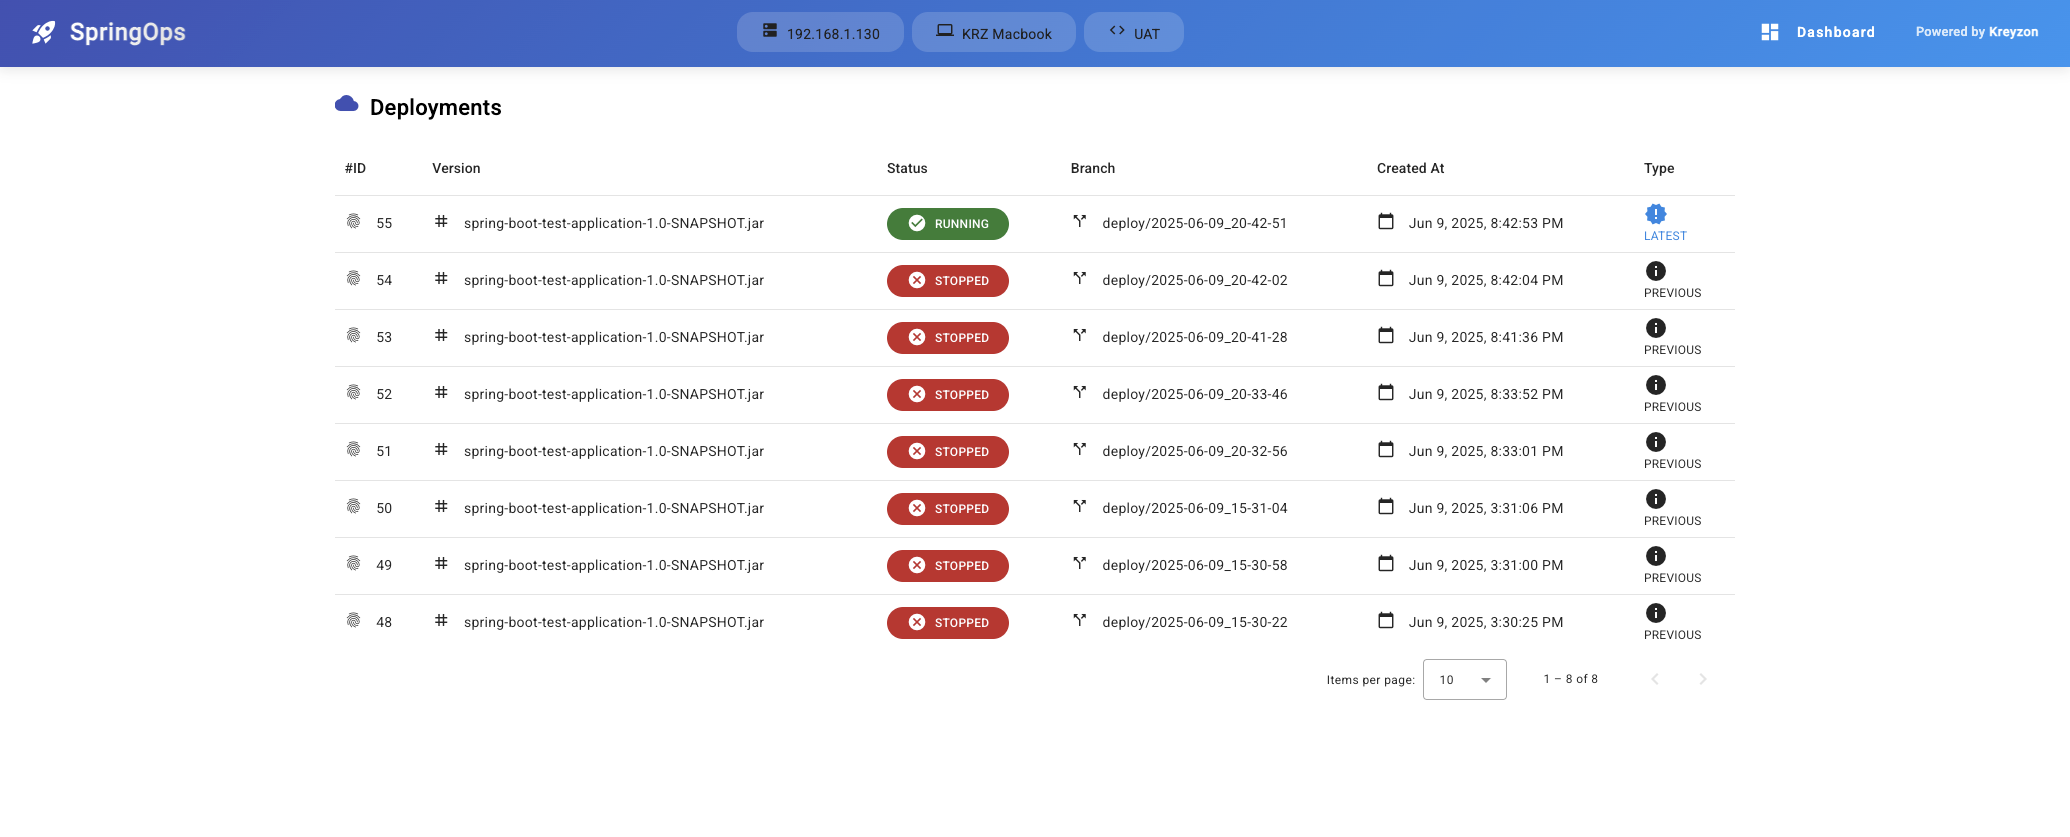 SpringOps
192.168.1.130
KRZ Macbook
UAT
Dashboard
Powered by Kreyzon
Deployments
#ID Version Status Branch Created At Type
55 spring-boot-test-application-1.0-SNAPSHOT.jar RUNNING deploy/2025-06-09_20-42-51 Jun 9, 2025, 8:42:53 PM LATEST
54 spring-boot-test-application-1.0-SNAPSHOT.jar STOPPED deploy/2025-06-09_20-42-02 Jun 9, 2025, 8:42:04 PM PREVIOUS
53 spring-boot-test-application-1.0-SNAPSHOT.jar STOPPED deploy/2025-06-09_20-41-28 Jun 9, 2025, 8:41:36 PM PREVIOUS
52 spring-boot-test-application-1.0-SNAPSHOT.jar STOPPED deploy/2025-06-09_20-33-46 Jun 9, 2025, 8:33:52 PM PREVIOUS
51 spring-boot-test-application-1.0-SNAPSHOT.jar STOPPED deploy/2025-06-09_20-32-56 Jun 9, 2025, 8:33:01 PM PREVIOUS
50 spring-boot-test-application-1.0-SNAPSHOT.jar STOPPED deploy/2025-06-09_15-31-04 Jun 9, 2025, 3:31:06 PM PREVIOUS
49 spring-boot-test-application-1.0-SNAPSHOT.jar STOPPED deploy/2025-06-09_15-30-58 Jun 9, 2025, 3:31:00 PM PREVIOUS
48 spring-boot-test-application-1.0-SNAPSHOT.jar STOPPED deploy/2025-06-09_15-30-22 Jun 9, 2025, 3:30:25 PM PREVIOUS
Items per page: 10 1 – 8 of 8